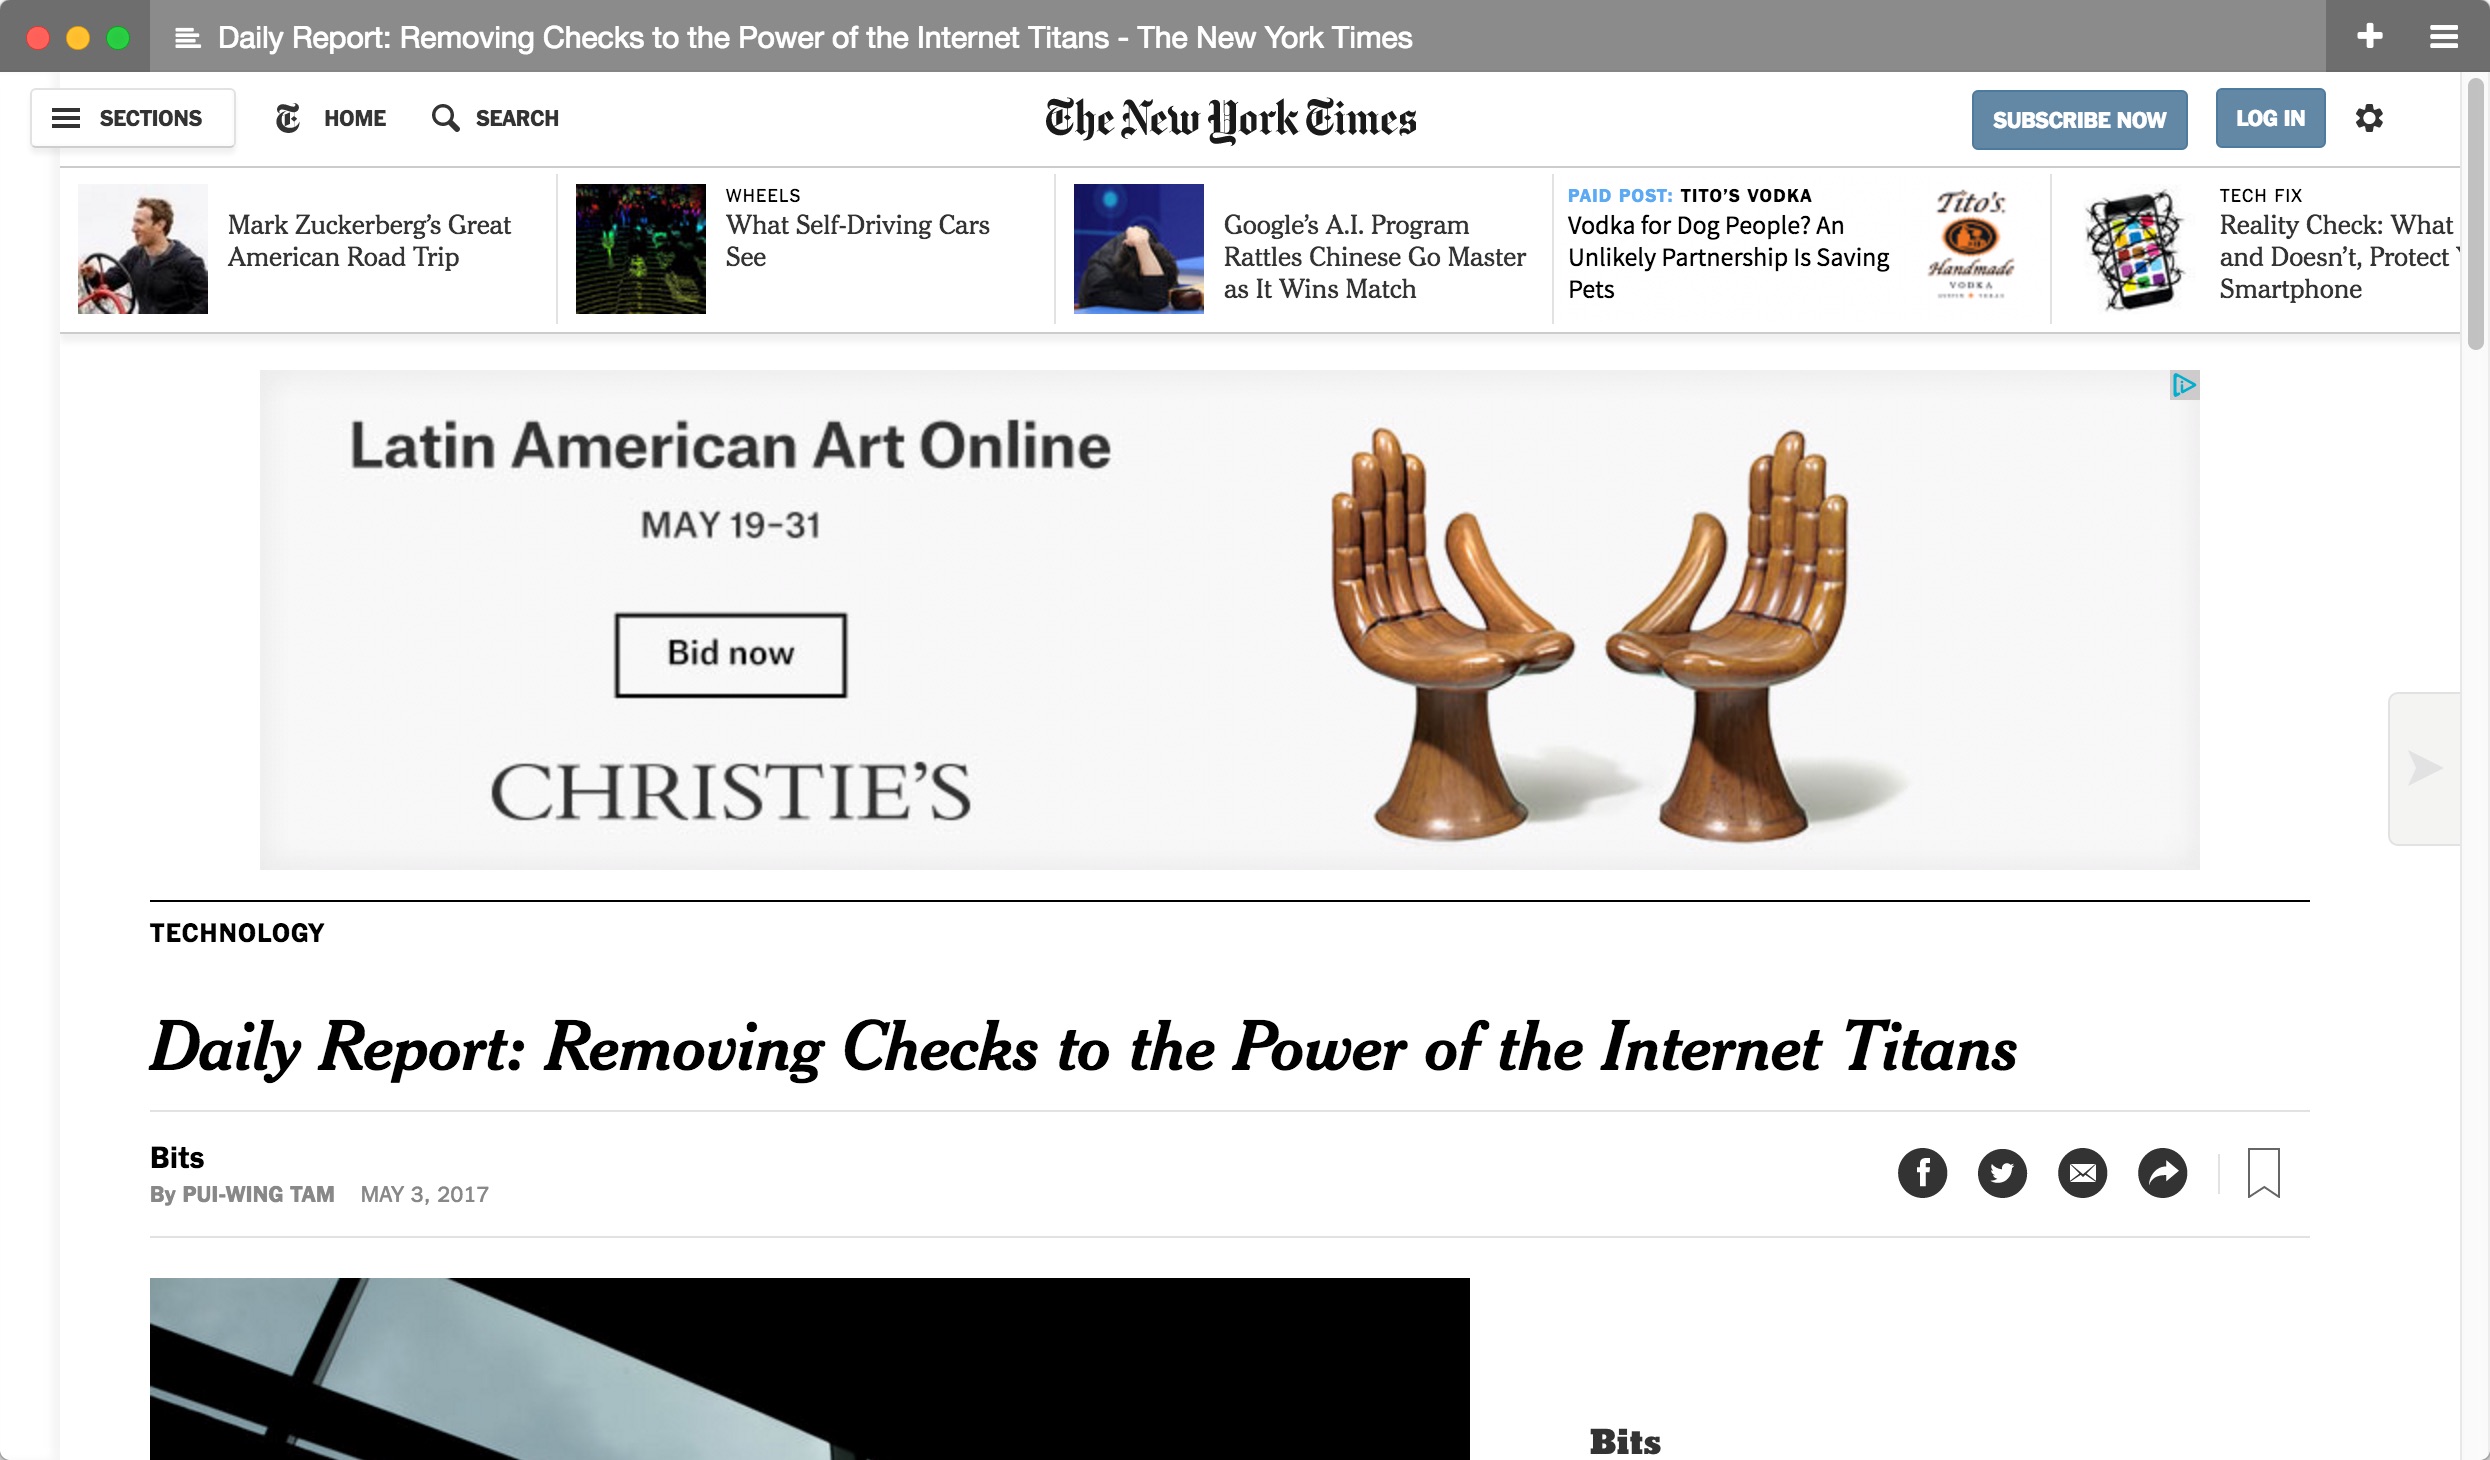 Daily Report: Removing Checks to the Power of the Internet Titans - The New York Times
SECTIONS
HOME
SEARCH
The New York Times
SUBSCRIBE NOW
LOG IN
Mark Zuckerberg’s Great
American Road Trip
WHEELS
What Self-Driving Cars
See
Google’s A.I. Program
Rattles Chinese Go Master
as It Wins Match
PAID POST: TITO’S VODKA
Vodka for Dog People? An
Unlikely Partnership Is Saving
Pets
Tito's
Handmade
VODKA
TECH FIX
Reality Check: What
and Doesn’t, Protect
Smartphone
Latin American Art Online
MAY 19–31
Bid now
CHRISTIE’S
TECHNOLOGY
Daily Report: Removing Checks to the Power of the Internet Titans
Bits
By PUI-WING TAM MAY 3, 2017
Bits